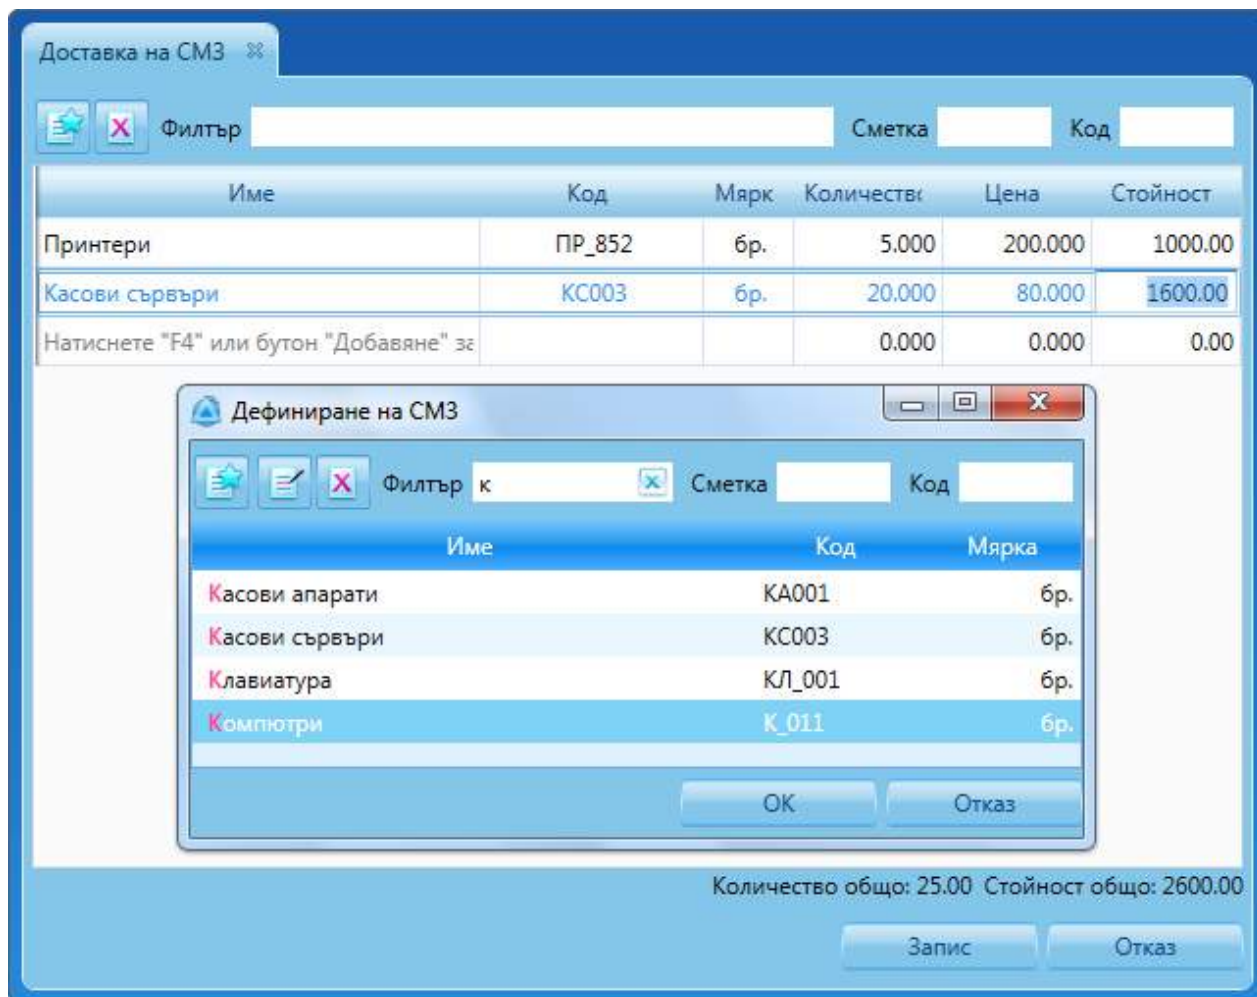 Доставка на СМЗ
Филтър Сметка Код
Име Код Мярк Количество Цена Стойност
Принтери ПР_852 бр. 5.000 200.000 1000.00
Касови сървъри КС003 бр. 20.000 80.000 1600.00
Натиснете "F4" или бутон "Добавяне" за 0.000 0.000 0.00
Дефиниране на СМЗ
Филтър к Сметка Код
Име Код Мярка
Касови апарати КА001 бр.
Касови сървъри КС003 бр.
Клавиатура КЛ_001 бр.
Компютри К_011 бр.
ОК Отказ
Количество общо: 25.00 Стойност общо: 2600.00
Запис Отказ